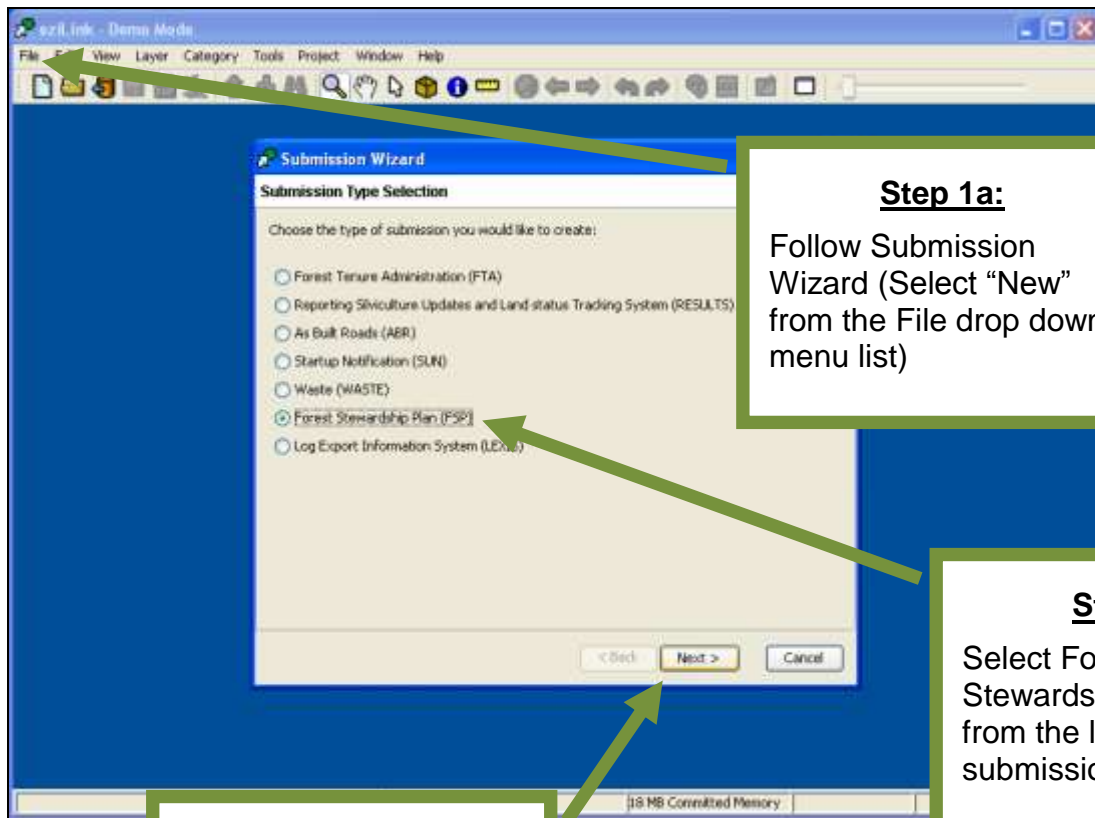 eziLink - Demo Mode
File Edit View Layer Category Tools Project Window Help
Submission Wizard
Submission Type Selection
Choose the type of submission you would like to create:
Forest Tenure Administration (FTA)
Reporting Silviculture Updates and Land status Tracking System (RESULTS)
As Built Roads (ABR)
Startup Notification (SUN)
Waste (WASTE)
Forest Stewardship Plan (FSP)
Log Export Information System
< Back Next > Cancel
18 MB Committed Memory
Step 1a:
Follow Submission
Wizard (Select “New”
from the File drop down
menu list)
Select Fo
Stewards
from the l
submissio